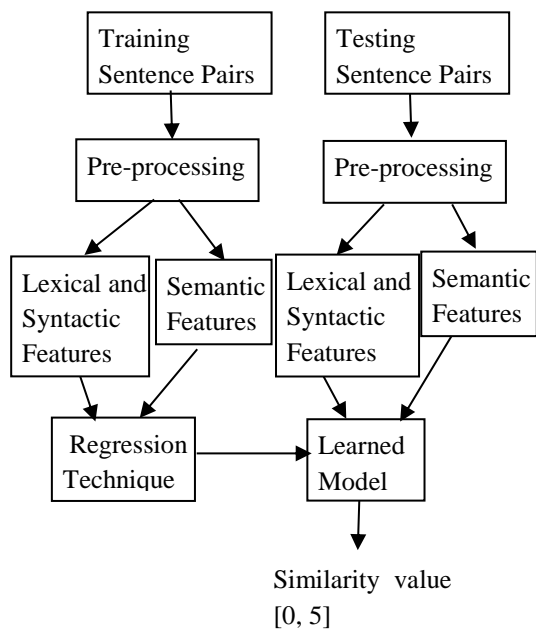 Training
Sentence Pairs
Testing
Sentence Pairs
Pre-processing
Pre-processing
Lexical and
Syntactic
Features
Semantic
Features
Lexical and
Syntactic
Features
Semantic
Features
Regression
Technique
Learned
Model
Similarity value
[0, 5]